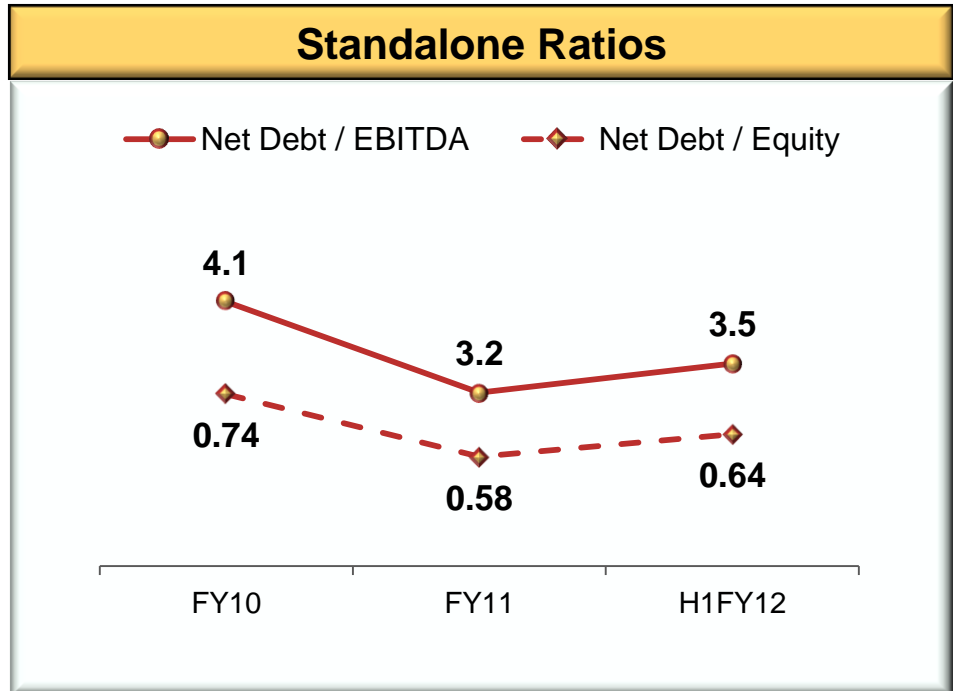 Standalone Ratios
Net Debt / EBITDA
Net Debt / Equity
4.1
3.2
3.5
0.74
0.58
0.64
FY10
FY11
H1FY12